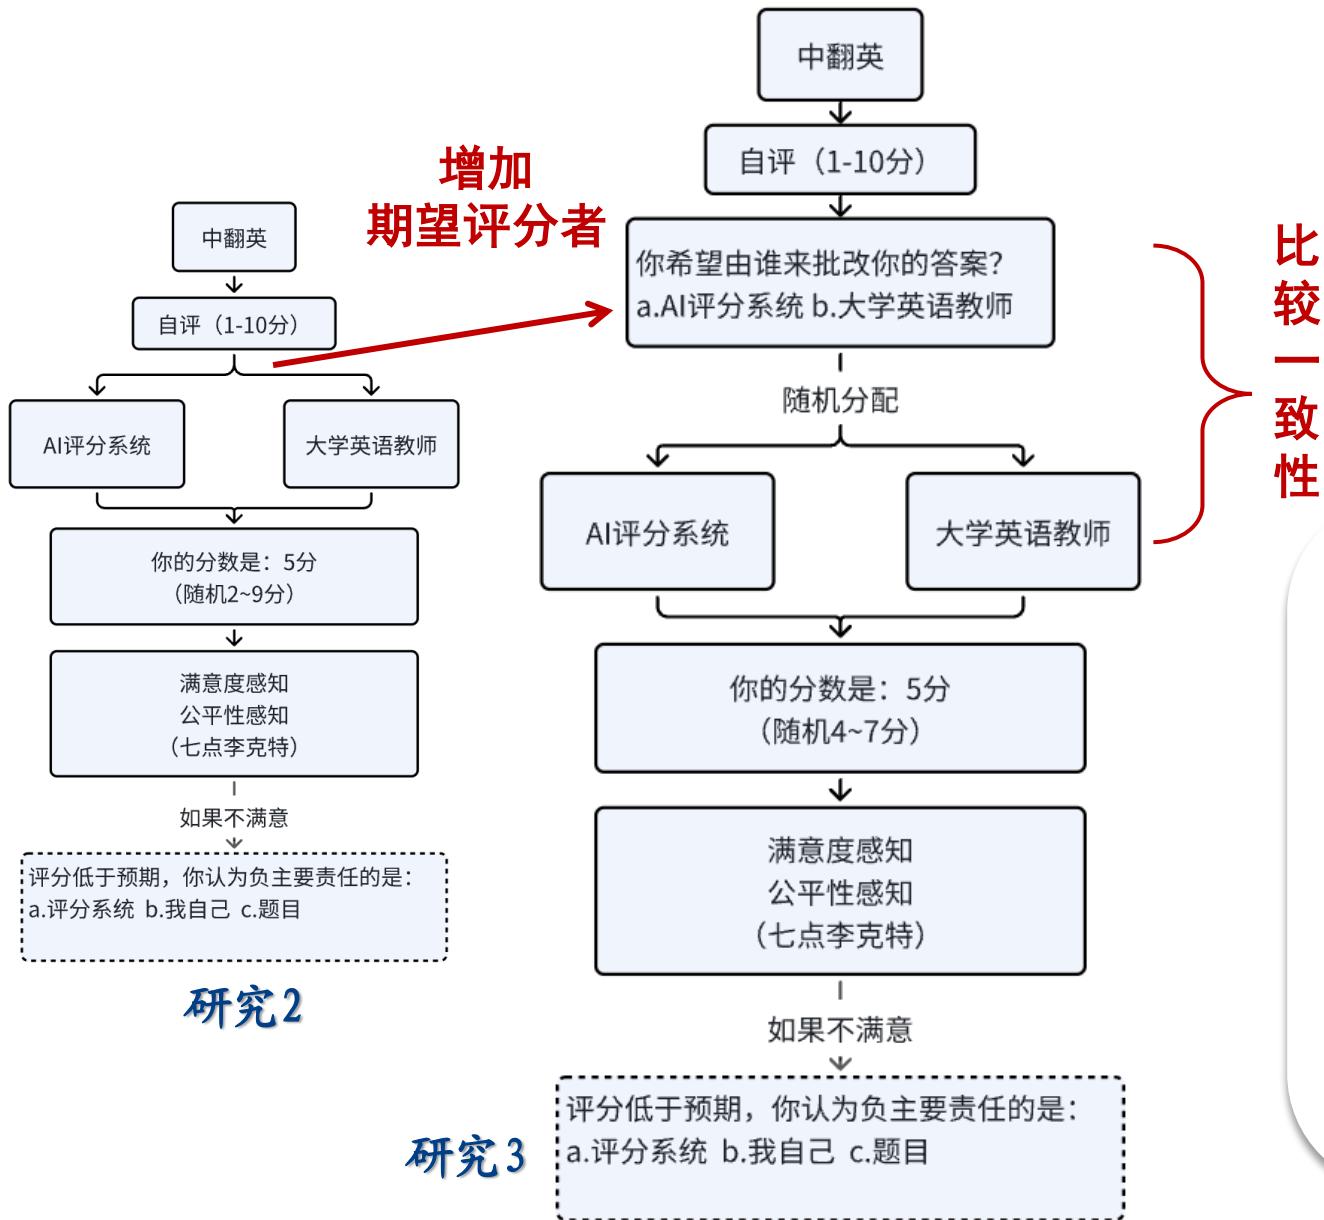 中翻英
自评（1-10分）
AI评分系统
大学英语教师
你的分数是：5分
（随机2~9分）
满意度感知
公平性感知
（七点李克特）
如果不满意
评分低于预期，你认为负主要责任的是：
a.评分系统 b.我自己 c.题目
研究2
增加
期望评分者
中翻英
自评（1-10分）
你希望由谁来批改你的答案？
a.AI评分系统 b.大学英语教师
随机分配
AI评分系统
大学英语教师
你的分数是：5分
（随机4~7分）
满意度感知
公平性感知
（七点李克特）
如果不满意
评分低于预期，你认为负主要责任的是：
a.评分系统 b.我自己 c.题目
研究3
比较一致性